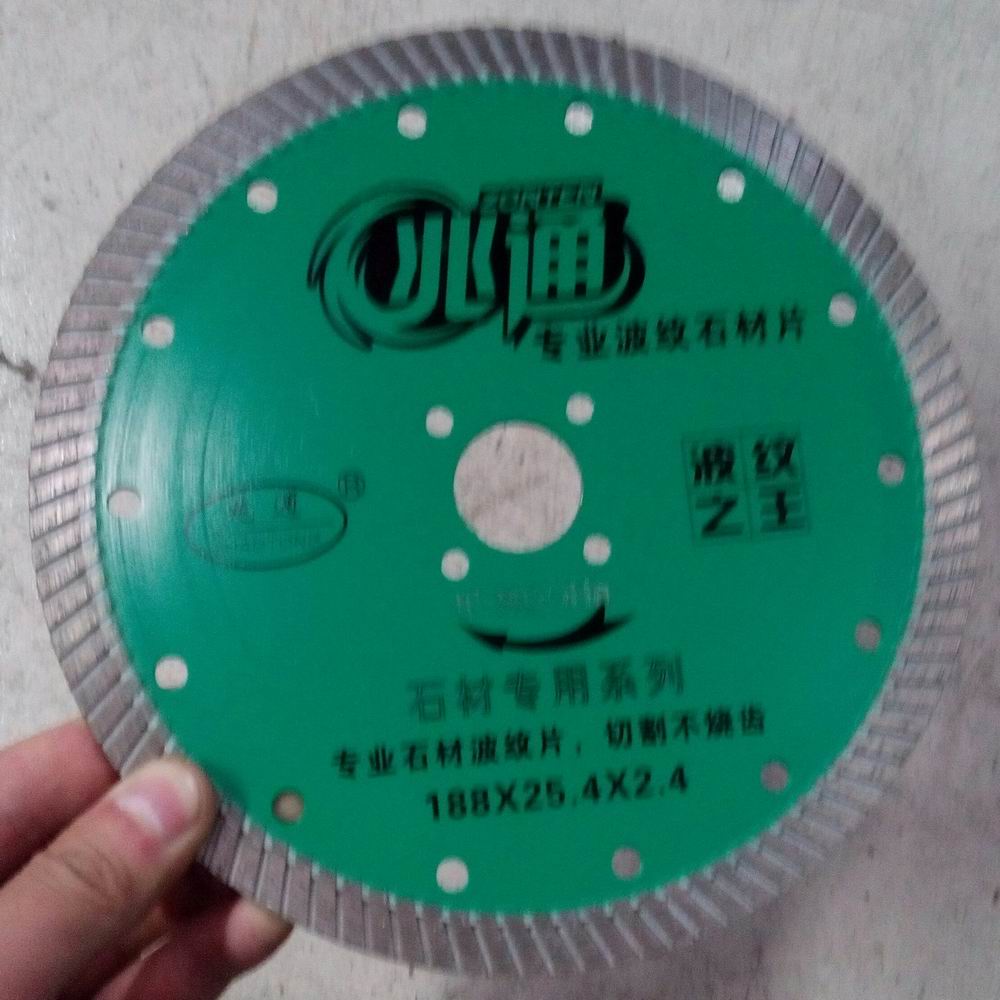 通
专业波纹石材片
波纹
之王
石材专用系列
专业石材波纹片，切割不烧齿
188X25.4X2.4